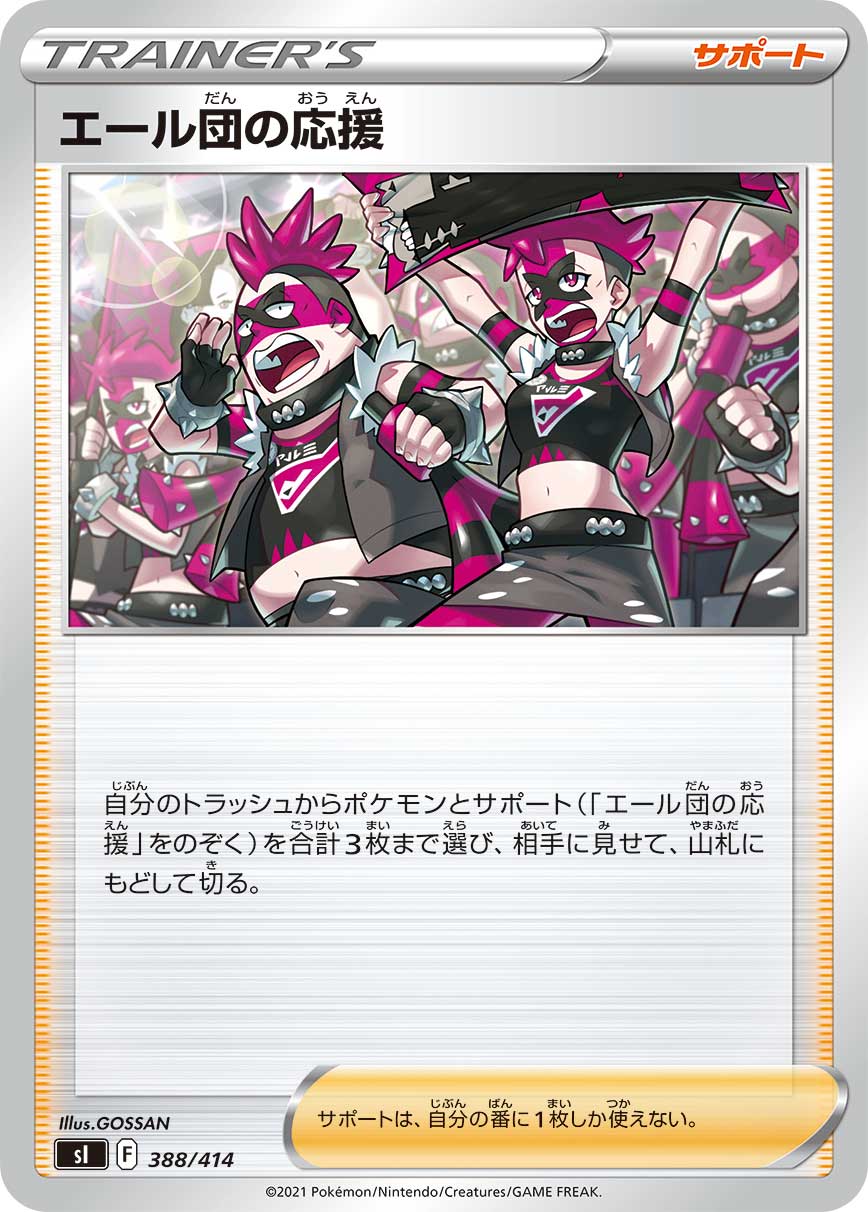 TRAINER'S
サポート
だん おう えん
エール団の応援
じぶん だん おう
自分のトラッシュからポケモンとサポート(「エール団の応
えん ごうけい まい えら あいて み やまふだ
援」をのぞく)を合計3枚まで選び、相手に見せて、山札に
き
もどして切る。
Illus.GOSSAN
じぶん ばん まい つか
サポートは、自分の番に1枚しか使えない。
sI F 388/414
©2021 Pokémon/Nintendo/Creatures/GAME FREAK.